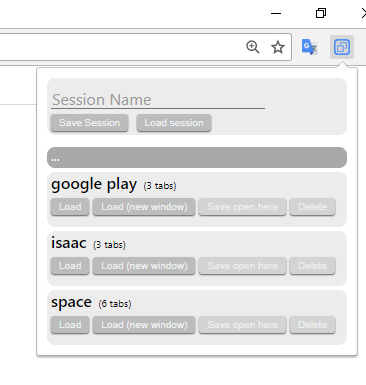 Session Name
Save Session Load session
...
google play (3 tabs)
Load Load (new window) Save open here Delete
isaac (3 tabs)
Load Load (new window) Save open here Delete
space (6 tabs)
Load Load (new window) Save open here Delete